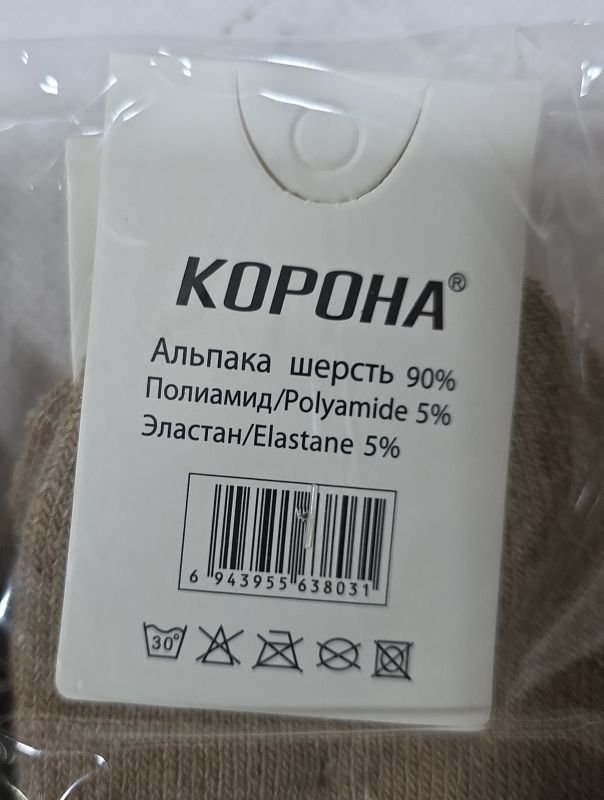 КОРОНА®
Альпака шерсть 90%
Полиамид/Polyamide 5%
Эластан/Elastane 5%
6 943955 638031
30°